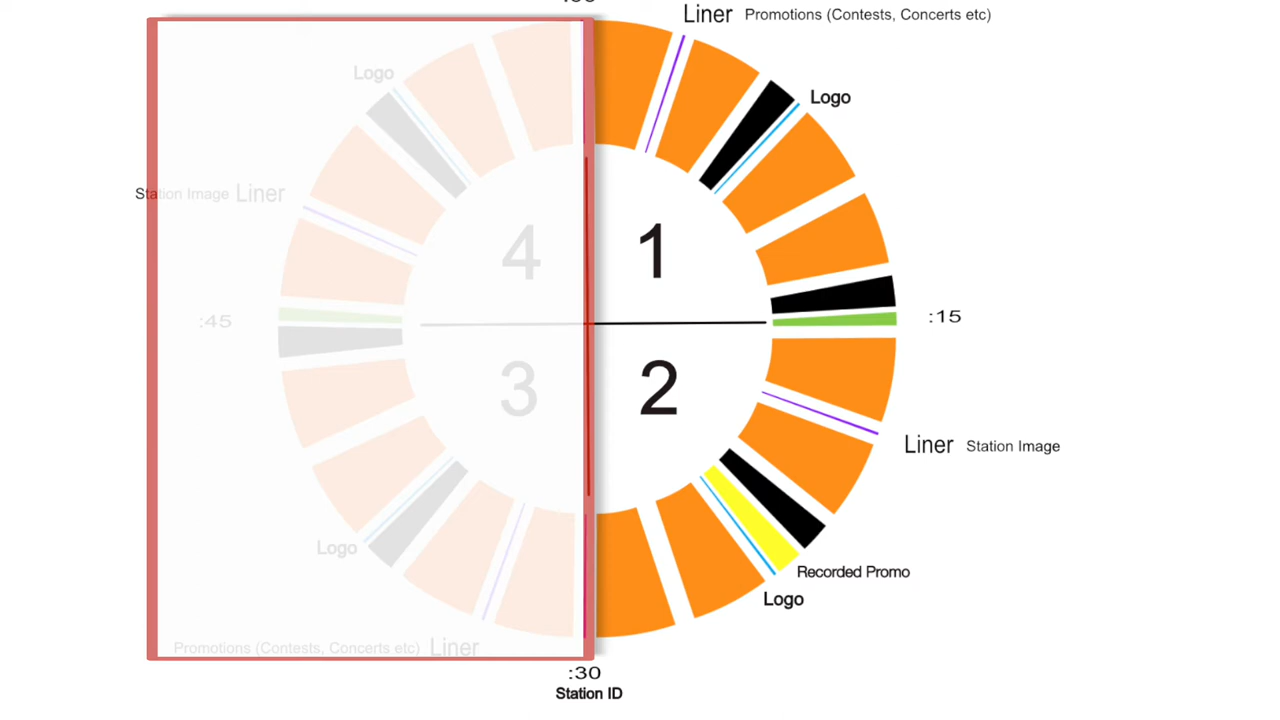 Liner Promotions (Contests, Concerts etc)
Logo
Logo
Station Image Liner
4 1
:45
:15
3 2
Liner Station Image
Logo
Recorded Promo
Logo
Promotions (Contests, Concerts etc) Liner
:30
Station ID